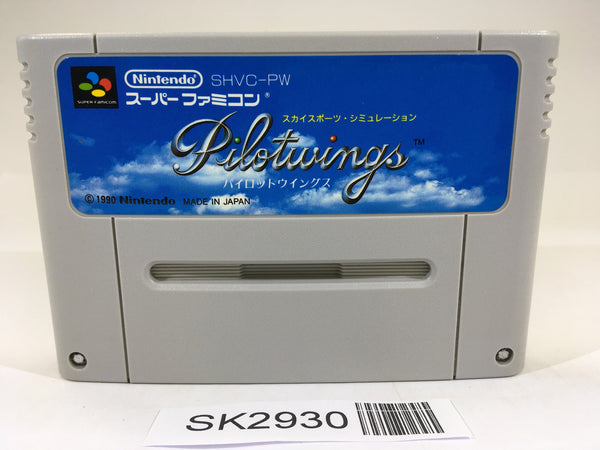 Nintendo SHVC-PW
SUPER FAMICOM
スーパーファミコン®
スカイスポーツ・シミュレーション
Pilotwings™
パイロットウイングス
© 1990 Nintendo MADE IN JAPAN
SK2930